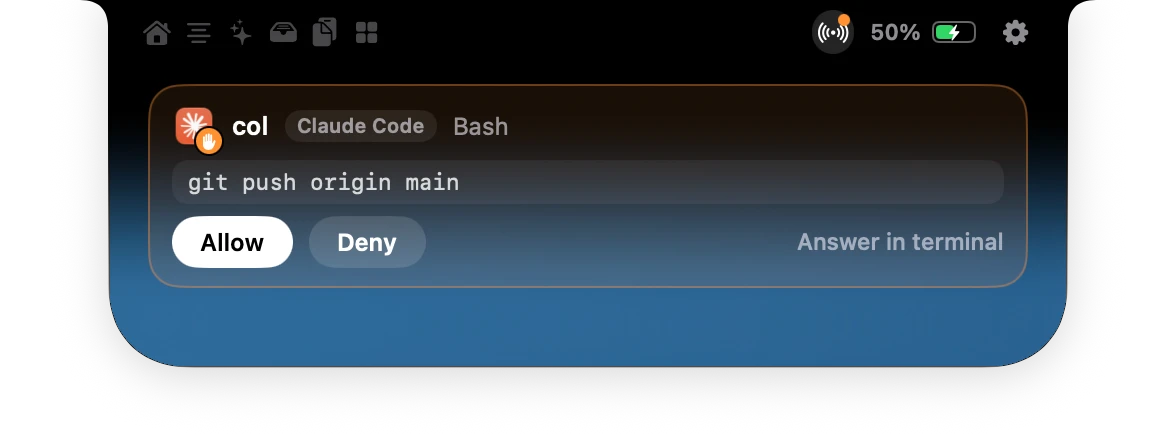 50%
col Claude Code Bash
git push origin main
Allow Deny Answer in terminal